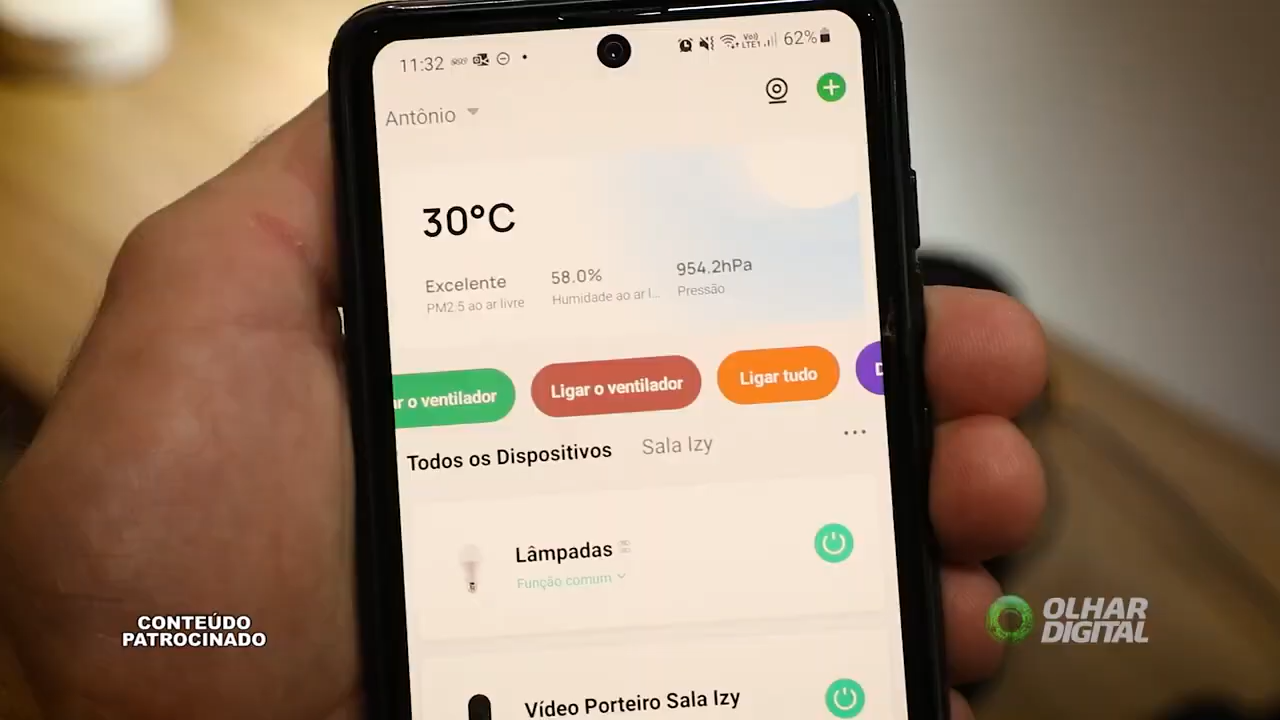 11:32
Vo)
LTE1
62%
Antônio
30°C
Excelente
58.0%
954.2hPa
PM2.5 ao ar livre
Humidade ao ar l...
Pressão
r o ventilador
Ligar o ventilador
Ligar tudo
D
Todos os Dispositivos
Sala Izy
...
Lâmpadas
Função comum
Vídeo Porteiro Sala Izy
CONTEÚDO
PATROCINADO
OLHAR
DIGITAL